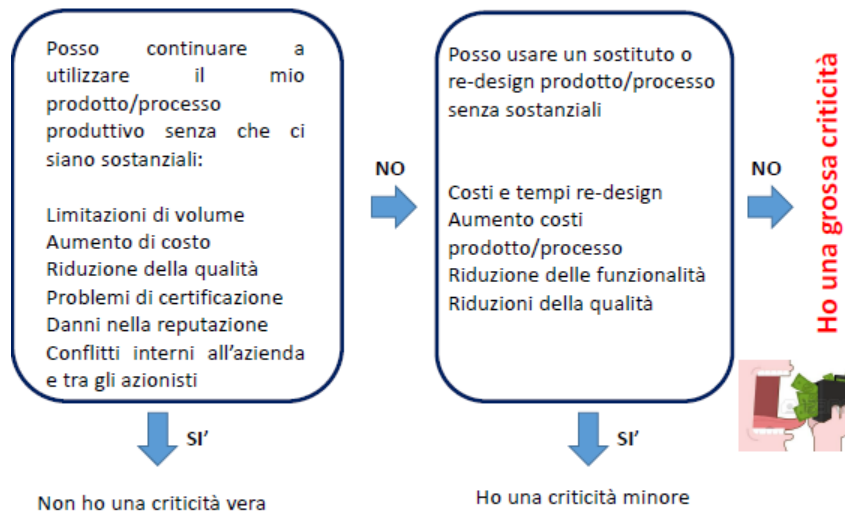 Posso continuare a
utilizzare il mio
prodotto/processo
produttivo senza che ci
siano sostanziali:
Limitazioni di volume
Aumento di costo
Riduzione della qualità
Problemi di certificazione
Danni nella reputazione
Conflitti interni all'azienda
e tra gli azionisti
NO
Posso usare un sostituto o
re-design prodotto/processo
senza sostanziali
Costi e tempi re-design
Aumento costi
prodotto/processo
Riduzione delle funzionalità
Riduzioni della qualità
NO
Ho una grossa criticità
SI'
SI'
Non ho una criticità vera
Ho una criticità minore